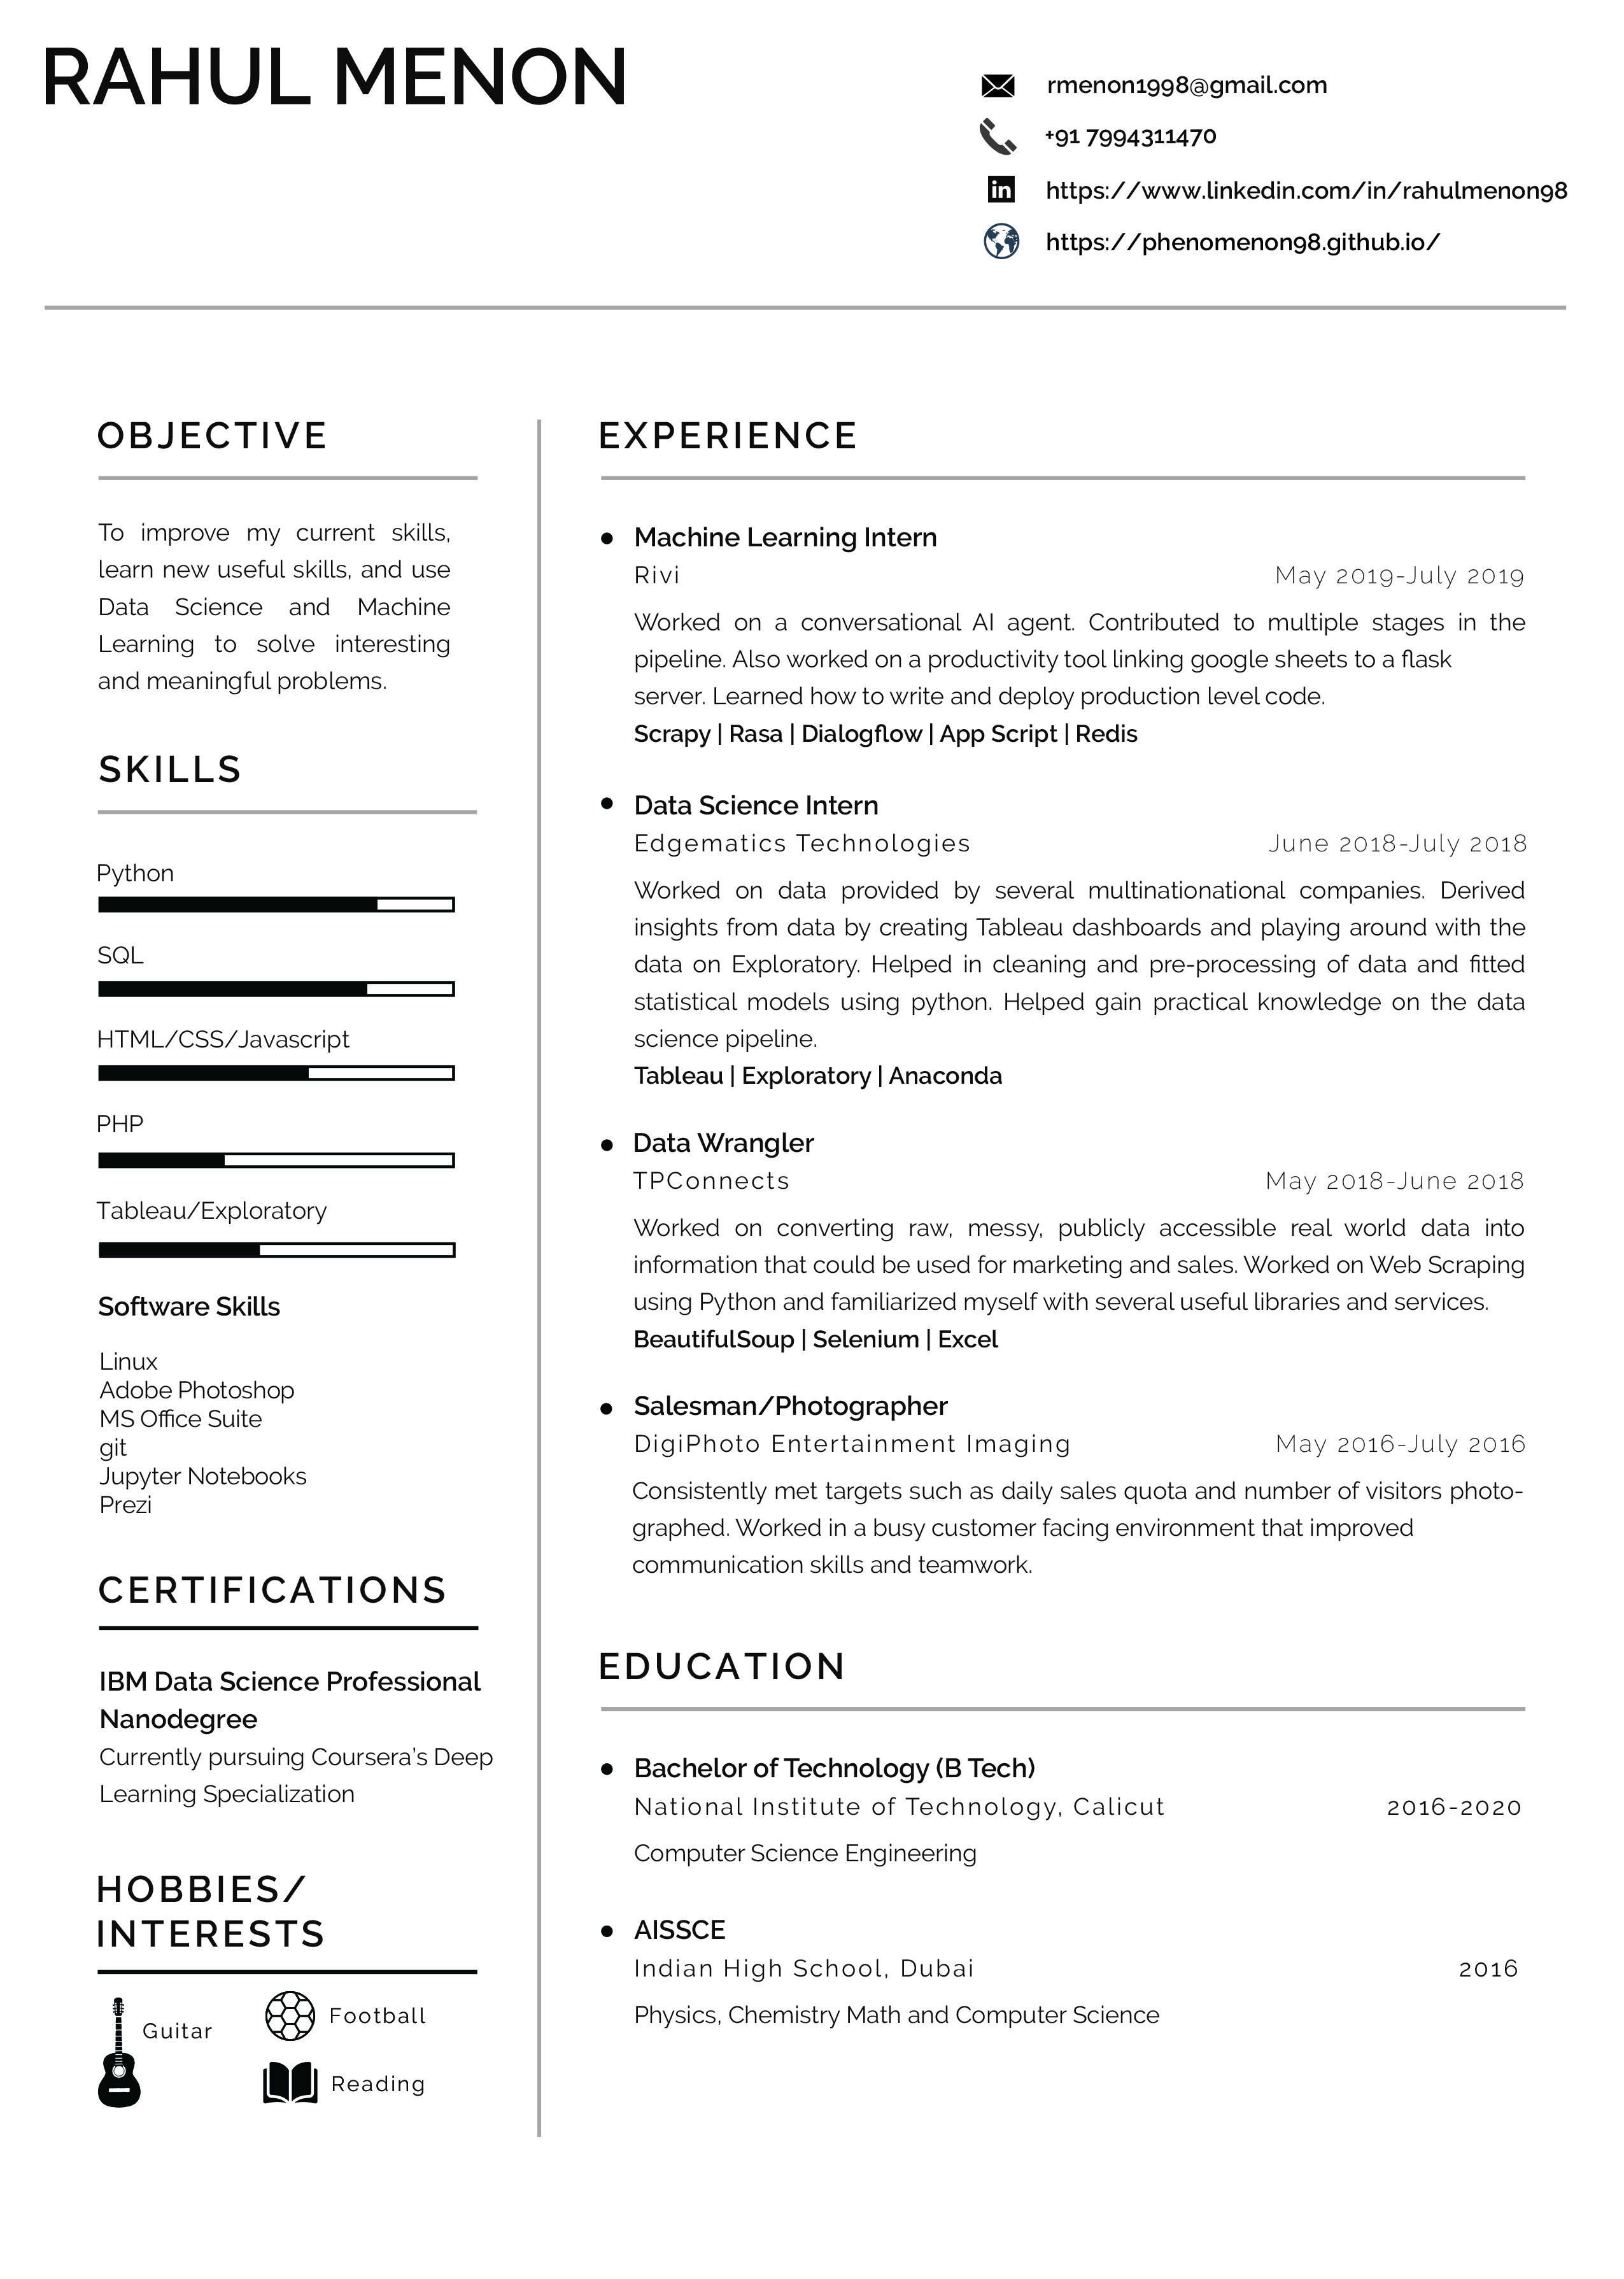 RAHUL MENON
rmenon1998@gmail.com
+91 7994311470
https://www.linkedin.com/in/rahulmenon98
https://phenomenon98.github.io/
OBJECTIVE
To improve my current skills,
learn new useful skills, and use
Data Science and Machine
Learning to solve interesting
and meaningful problems.
SKILLS
Python
SQL
HTML/CSS/Javascript
PHP
Tableau/Exploratory
Software Skills
Linux
Adobe Photoshop
MS Office Suite
git
Jupyter Notebooks
Prezi
CERTIFICATIONS
IBM Data Science Professional
Nanodegree
Currently pursuing Coursera's Deep
Learning Specialization
HOBBIES/
INTERESTS
Guitar
Football
Reading
EXPERIENCE
Machine Learning Intern
Rivi May 2019-July 2019
Worked on a conversational AI agent. Contributed to multiple stages in the
pipeline. Also worked on a productivity tool linking google sheets to a flask
server. Learned how to write and deploy production level code.
Scrapy | Rasa | Dialogflow | App Script | Redis
Data Science Intern
Edgematics Technologies June 2018-July 2018
Worked on data provided by several multinationational companies. Derived
insights from data by creating Tableau dashboards and playing around with the
data on Exploratory. Helped in cleaning and pre-processing of data and fitted
statistical models using python. Helped gain practical knowledge on the data
science pipeline.
Tableau | Exploratory | Anaconda
Data Wrangler
TPConnects May 2018-June 2018
Worked on converting raw, messy, publicly accessible real world data into
information that could be used for marketing and sales. Worked on Web Scraping
using Python and familiarized myself with several useful libraries and services.
BeautifulSoup | Selenium | Excel
Salesman/Photographer
DigiPhoto Entertainment Imaging May 2016-July 2016
Consistently met targets such as daily sales quota and number of visitors photo-
graphed. Worked in a busy customer facing environment that improved
communication skills and teamwork.
EDUCATION
Bachelor of Technology (B Tech)
National Institute of Technology, Calicut 2016-2020
Computer Science Engineering
AISSCE
Indian High School, Dubai 2016
Physics, Chemistry Math and Computer Science